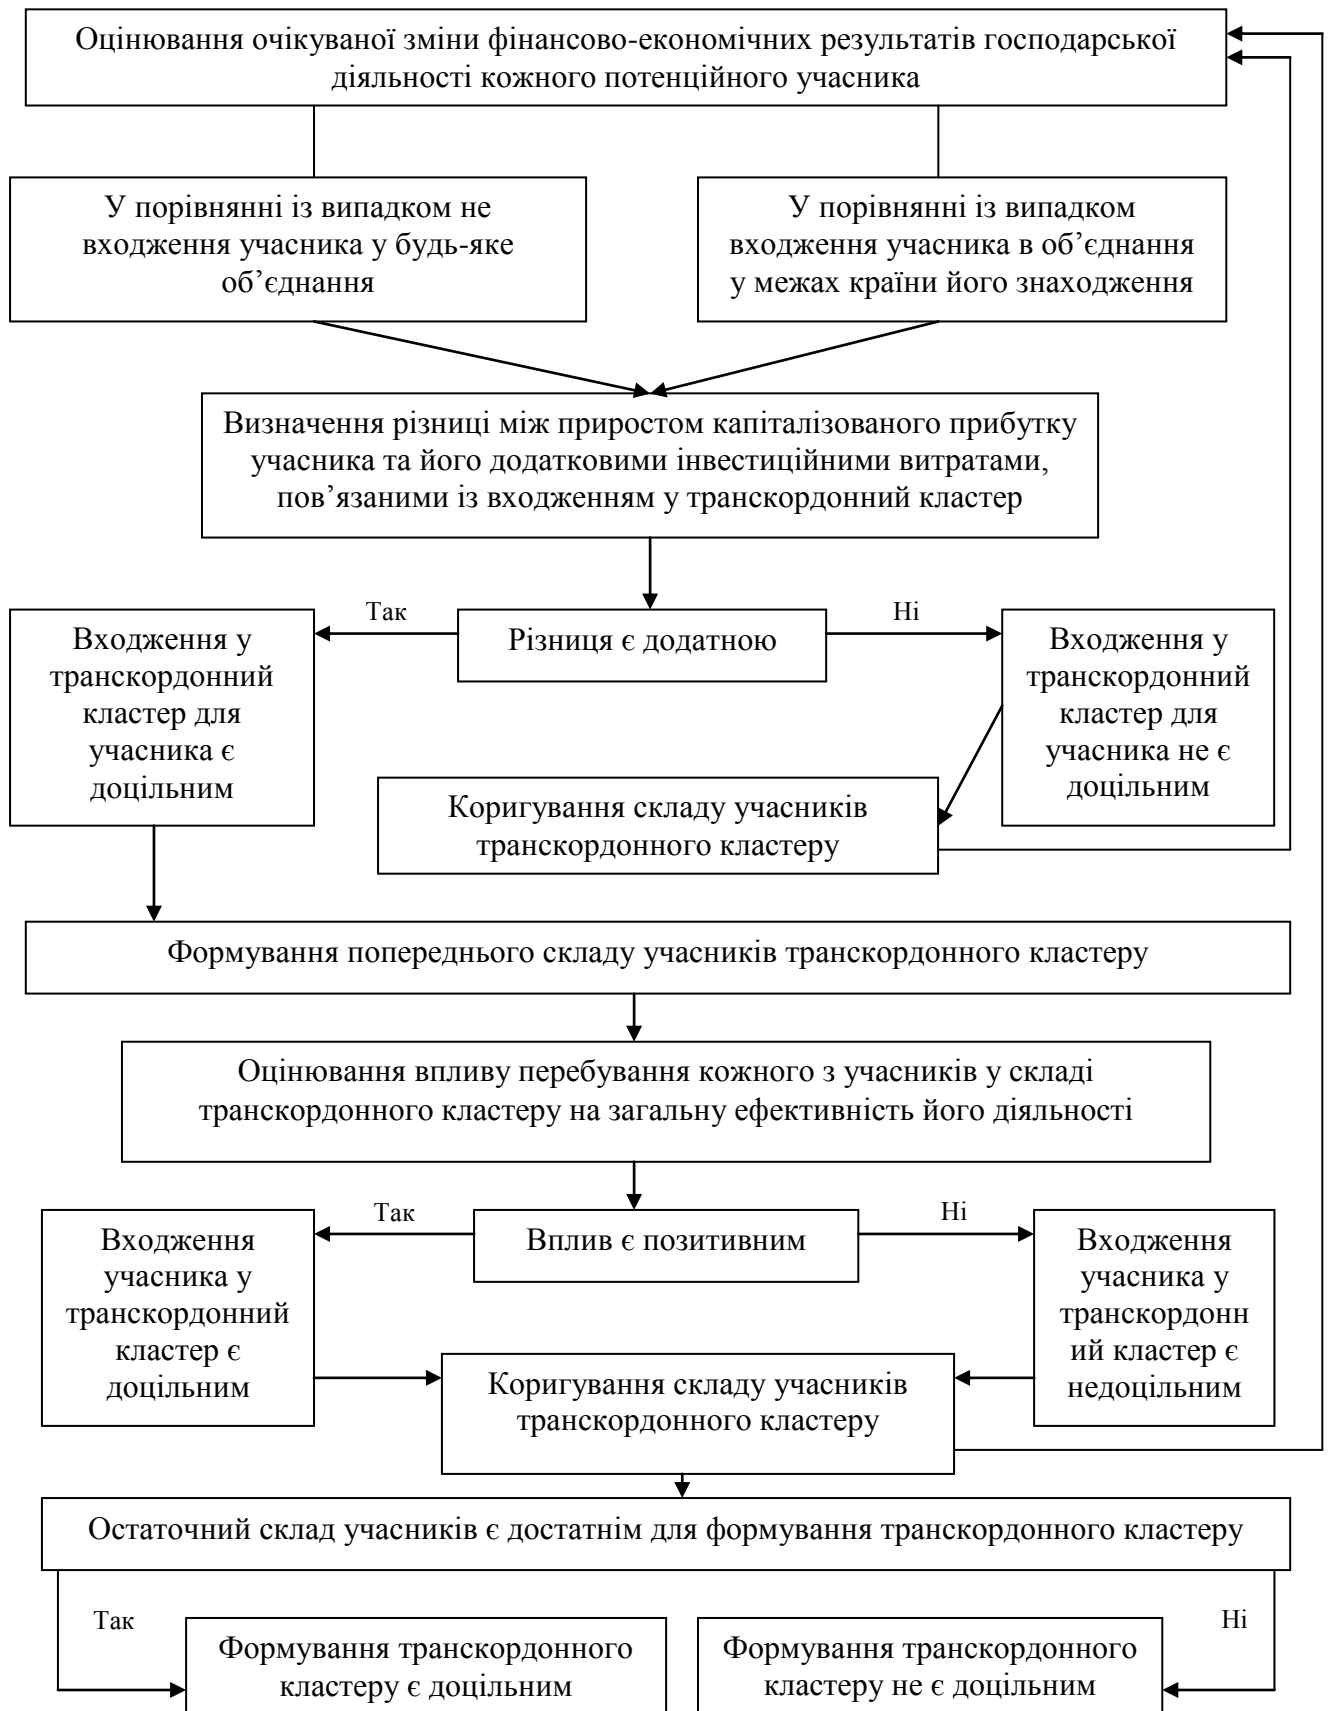 Оцінювання очікуваної зміни фінансово-економічних результатів господарської
діяльності кожного потенційного учасника
У порівнянні із випадком не
входження учасника у будь-яке
об’єднання
У порівнянні із випадком
входження учасника в об’єднання
у межах країни його знаходження
Визначення різниці між приростом капіталізованого прибутку
учасника та його додатковими інвестиційними витратами,
пов’язаними із входженням у транскордонний кластер
Так
Різниця є додатною
Ні
Входження у
транскордонний
кластер для
учасника є
доцільним
Входження у
транскордонний
кластер для
учасника не є
доцільним
Коригування складу учасників
транскордонного кластеру
Формування попереднього складу учасників транскордонного кластеру
Оцінювання впливу перебування кожного з учасників у складі
транскордонного кластеру на загальну ефективність його діяльності
Так
Вплив є позитивним
Ні
Входження
учасника у
транскордонний
кластер є
доцільним
Входження
учасника у
транскордонн
ий кластер є
недоцільним
Коригування складу учасників
транскордонного кластеру
Остаточний склад учасників є достатнім для формування транскордонного кластеру
Так
Ні
Формування транскордонного
кластеру є доцільним
Формування транскордонного
кластеру не є доцільним